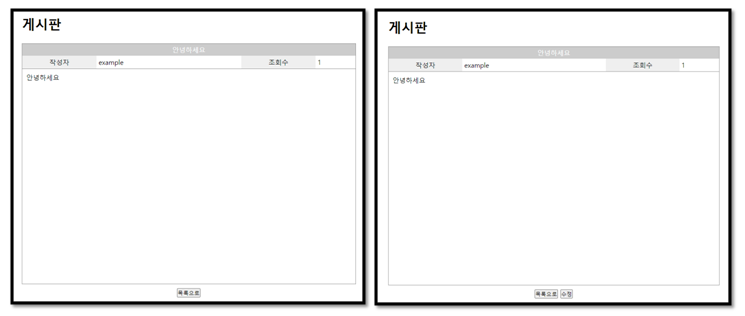 게시판
안녕하세요
작성자 example 조회수 1
안녕하세요
목록으로
게시판
안녕하세요
작성자 example 조회수 1
안녕하세요
목록으로 수정